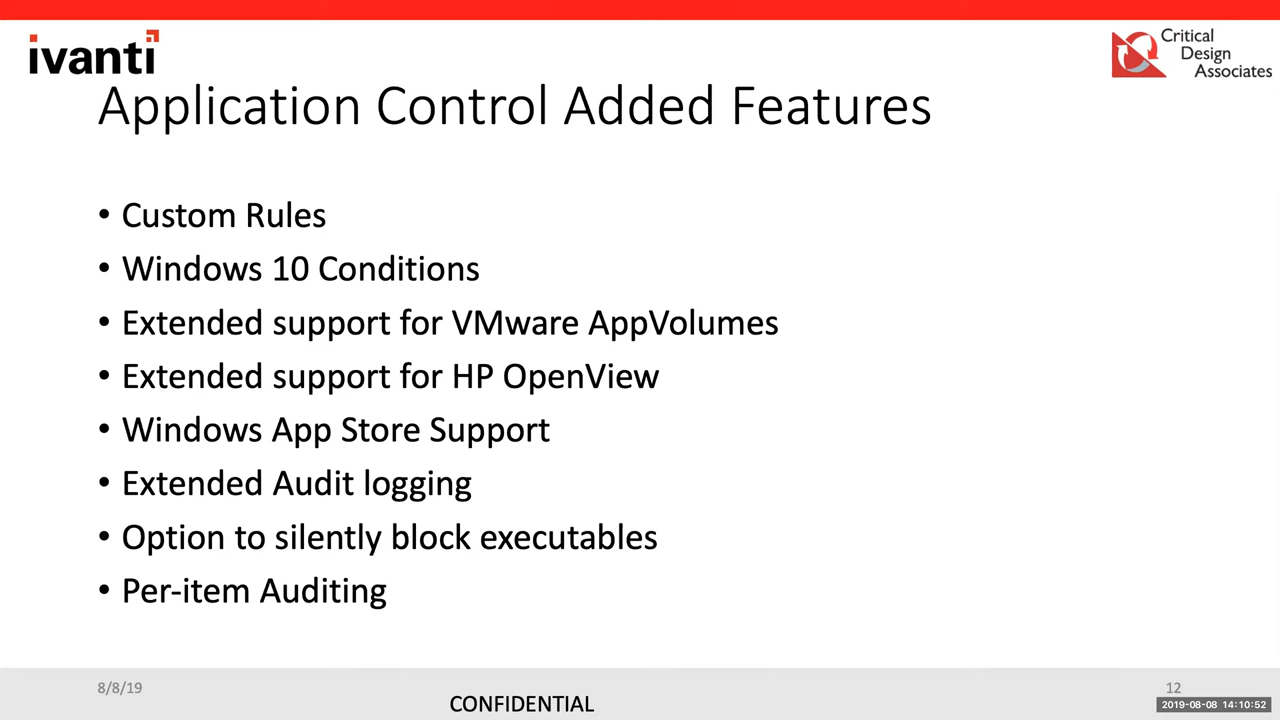 ivanti
Critical
Design
Associates
Application Control Added Features
• Custom Rules
• Windows 10 Conditions
• Extended support for VMware AppVolumes
• Extended support for HP OpenView
• Windows App Store Support
• Extended Audit logging
• Option to silently block executables
• Per-item Auditing
8/8/19
CONFIDENTIAL
12
2019-08-08 14:10:52